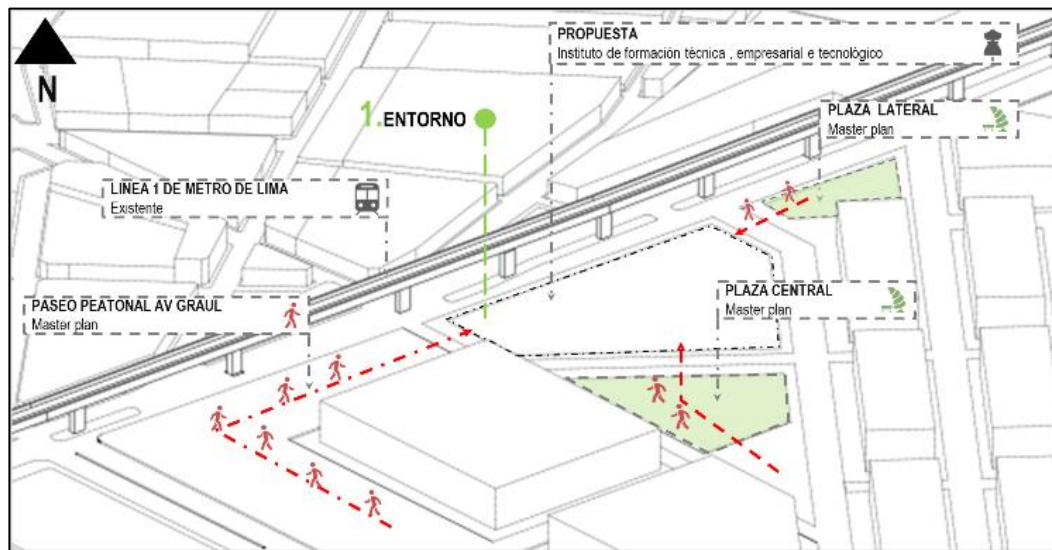 N
PROPUESTA
Instituto de formación técnica , empresarial e tecnológico
PLAZA LATERAL
Master plan
1.ENTORNO
LINEA 1 DE METRO DE LIMA
Existente
PASEO PEATONAL AV GRAUL
Master plan
PLAZA CENTRAL
Master plan